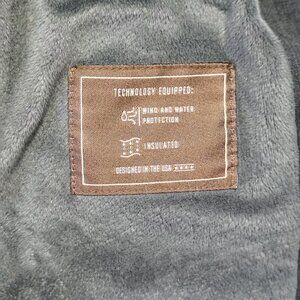 TECHNOLOGY EQUIPPED:
WIND AND WATER
PROTECTION
INSULATED
DESIGNED IN THE USA ★★★★